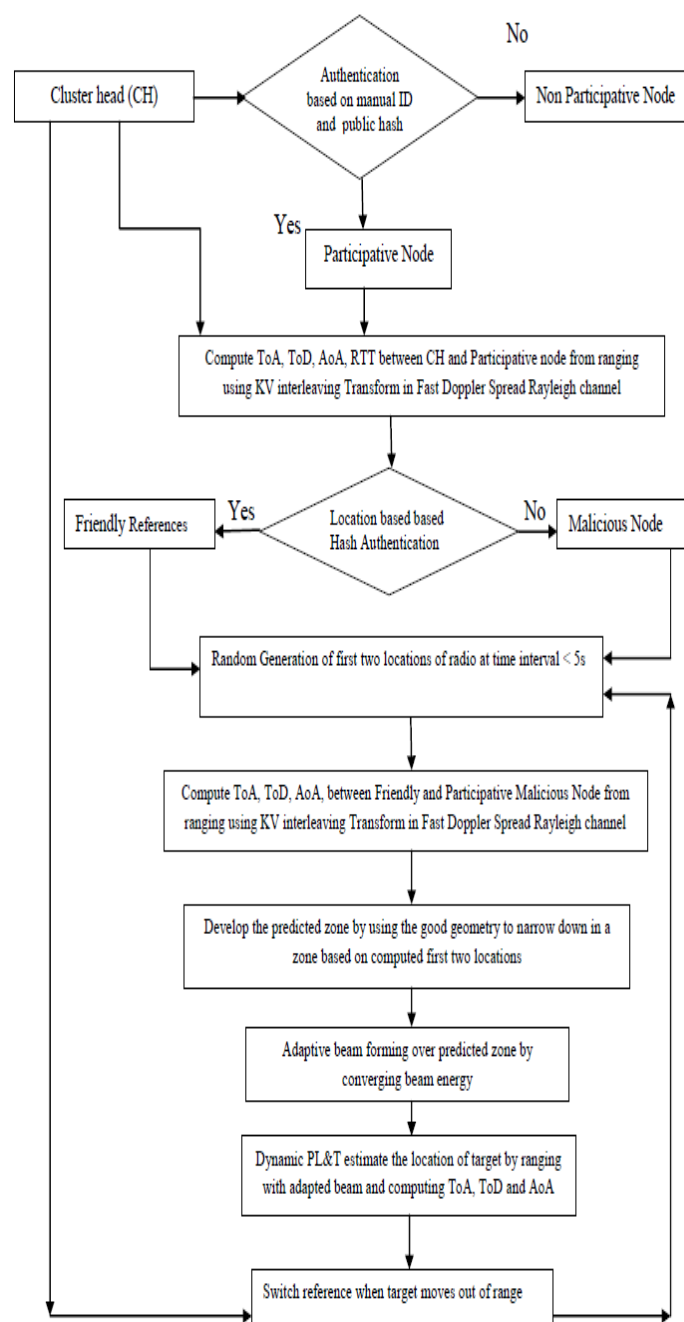 No
Cluster head (CH)
Authentication
based on manual ID
and public hash
Non Participative Node
Yes
Participative Node
Compute ToA, ToD, AoA, RTT between CH and Participative node from ranging
using KV interleaving Transform in Fast Doppler Spread Rayleigh channel
Friendly References
Yes
Location based based
Hash Authentication
No
Malicious Node
Random Generation of first two locations of radio at time interval < 5s
Compute ToA, ToD, AoA, between Friendly and Participative Malicious Node from
ranging using KV interleaving Transform in Fast Doppler Spread Rayleigh channel
Develop the predicted zone by using the good geometry to narrow down in a
zone based on computed first two locations
Adaptive beam forming over predicted zone by
converging beam energy
Dynamic PL&T estimate the location of target by ranging
with adapted beam and computing ToA, ToD and AoA
Switch reference when target moves out of range